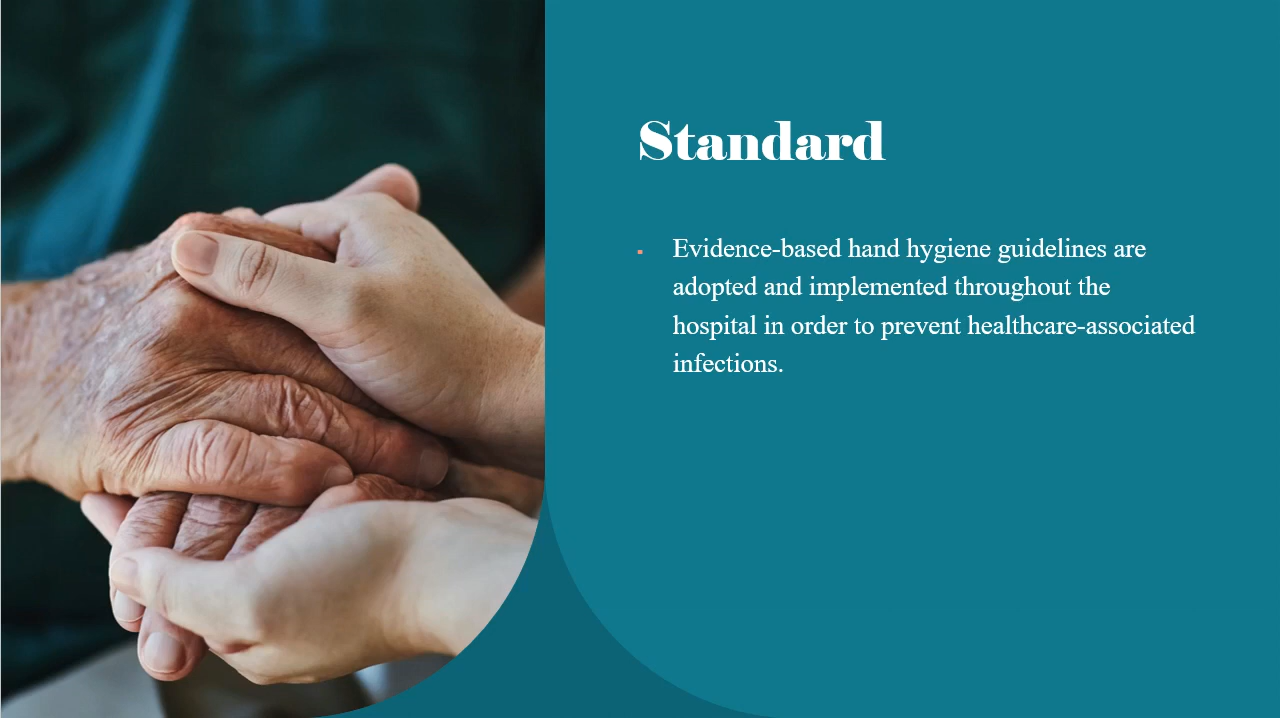 Standard
Evidence-based hand hygiene guidelines are
adopted and implemented throughout the
hospital in order to prevent healthcare-associated
infections.